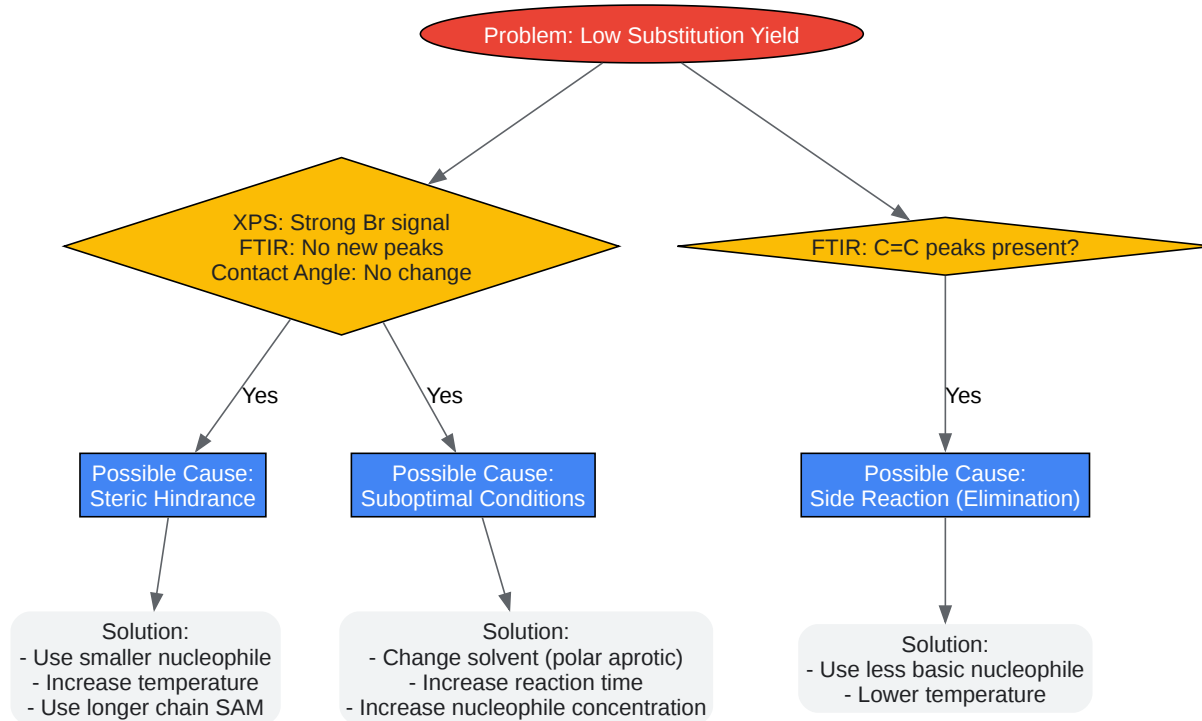 Problem: Low Substitution Yield
XPS: Strong Br signal
FTIR: No new peaks
Contact Angle: No change
FTIR: C=C peaks present?
Yes
Yes
Yes
Possible Cause:
Steric Hindrance
Possible Cause:
Suboptimal Conditions
Possible Cause:
Side Reaction (Elimination)
Solution:
- Use smaller nucleophile
- Increase temperature
- Use longer chain SAM
Solution:
- Change solvent (polar aprotic)
- Increase reaction time
- Increase nucleophile concentration
Solution:
- Use less basic nucleophile
- Lower temperature